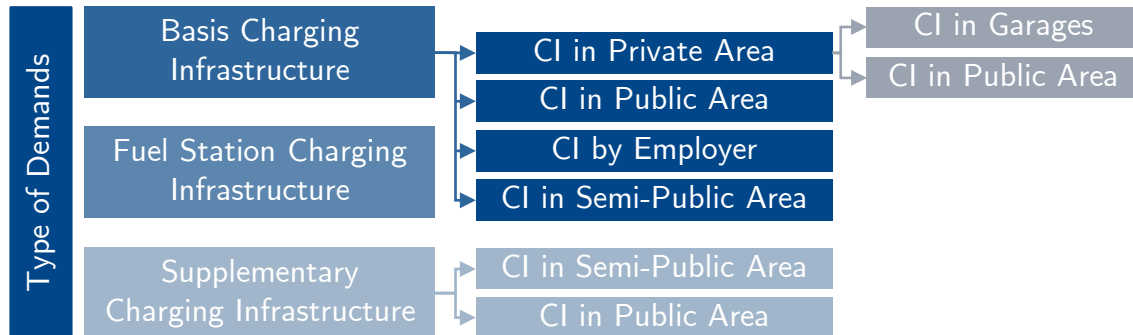 Type of Demands
Basis Charging
Infrastructure
CI in Private Area
CI in Garages
CI in Public Area
CI in Public Area
CI by Employer
CI in Semi-Public Area
Fuel Station Charging
Infrastructure
Supplementary
Charging Infrastructure
CI in Semi-Public Area
CI in Public Area